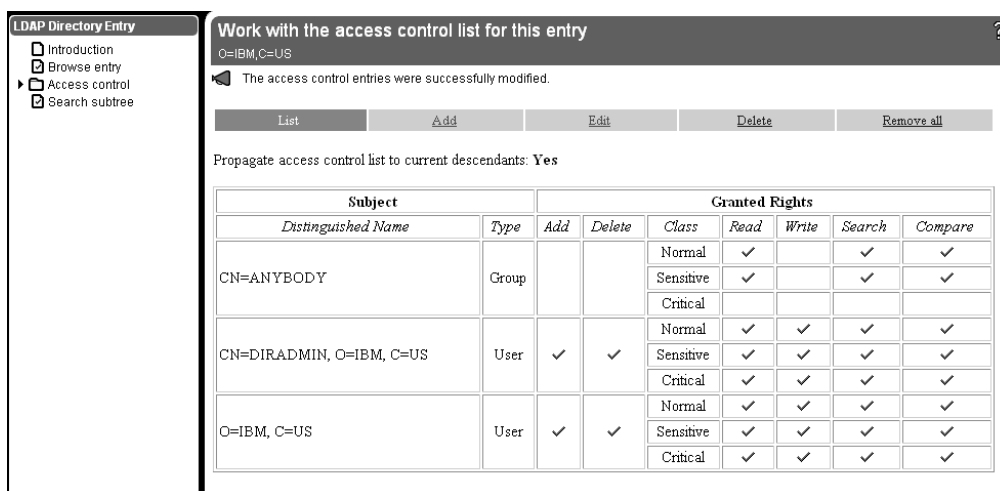 LDAP Directory Entry
Introduction
Browse entry
Access control
Search subtree
Work with the access control list for this entry
?
O=IBM,C=US
The access control entries were successfully modified.
List Add Edit Delete Remove all
Propagate access control list to current descendants: Yes
Subject Granted Rights
Distinguished Name Type Add Delete Class Read Write Search Compare
CN=ANYBODY Group
Normal ✓ ✓ ✓
Sensitive ✓ ✓ ✓
Critical
CN=DIRADMIN, O=IBM, C=US User ✓ ✓
Normal ✓ ✓ ✓ ✓
Sensitive ✓ ✓ ✓ ✓
Critical ✓ ✓ ✓ ✓
O=IBM, C=US User ✓ ✓
Normal ✓ ✓ ✓ ✓
Sensitive ✓ ✓ ✓ ✓
Critical ✓ ✓ ✓ ✓